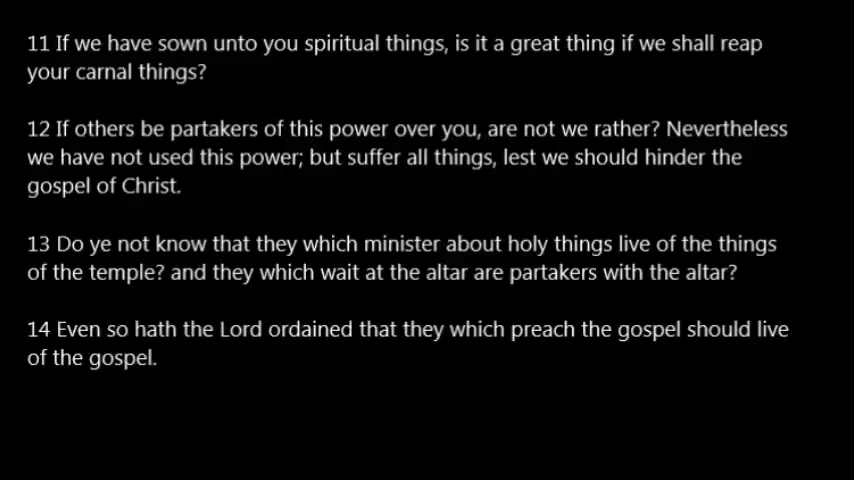 11 If we have sown unto you spiritual things, is it a great thing if we shall reap
your carnal things?
12 If others be partakers of this power over you, are not we rather? Nevertheless
we have not used this power; but suffer all things, lest we should hinder the
gospel of Christ.
13 Do ye not know that they which minister about holy things live of the things
of the temple? and they which wait at the altar are partakers with the altar?
14 Even so hath the Lord ordained that they which preach the gospel should live
of the gospel.